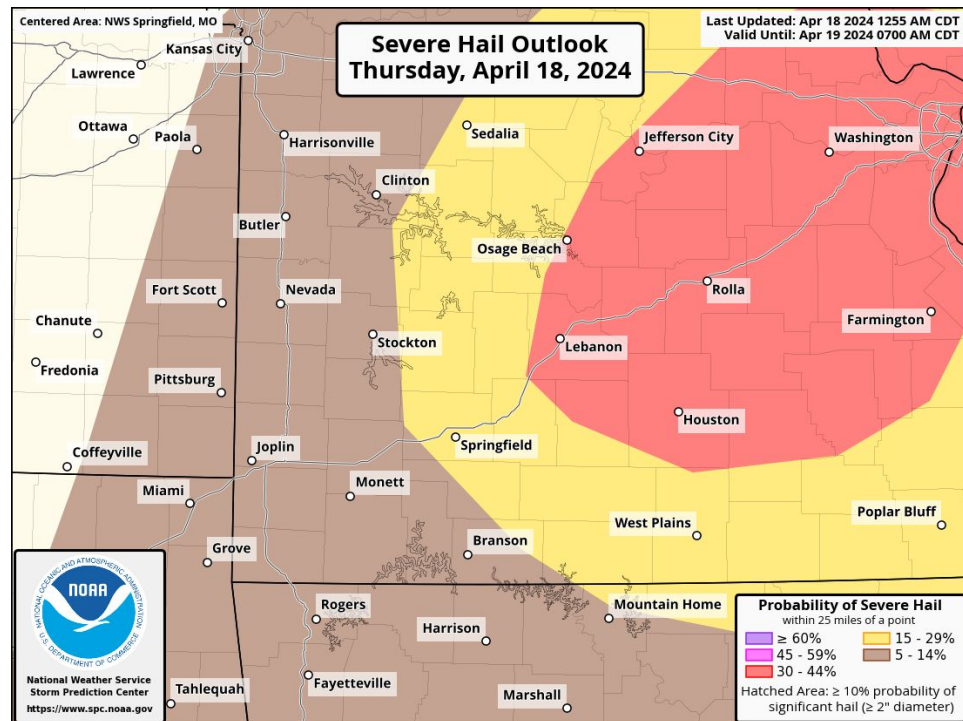 Centered Area: NWS Springfield, MO
Severe Hail Outlook
Thursday, April 18, 2024
Last Updated: Apr 18 2024 1255 AM CDT
Valid Until: Apr 19 2024 0700 AM CDT
Kansas City
Lawrence
Ottawa
Paola
Harrisonville
Sedalia
Jefferson City
Washington
Clinton
Butler
Osage Beach
Fort Scott
Nevada
Rolla
Chanute
Stockton
Lebanon
Farmington
Fredonia
Pittsburg
Houston
Coffeyville
Joplin
Springfield
Miami
Monett
West Plains
Poplar Bluff
Grove
Branson
Rogers
Mountain Home
Harrison
Tahlequah
Fayetteville
Marshall
NATIONAL OCEANIC AND ATMOSPHERIC ADMINISTRATION
NOAA
U.S. DEPARTMENT OF COMMERCE
National Weather Service
Storm Prediction Center
https://www.spc.noaa.gov
Probability of Severe Hail
within 25 miles of a point
≥ 60%
45 - 59%
30 - 44%
15 - 29%
5 - 14%
Hatched Area: ≥ 10% probability of
significant hail (≥ 2" diameter)